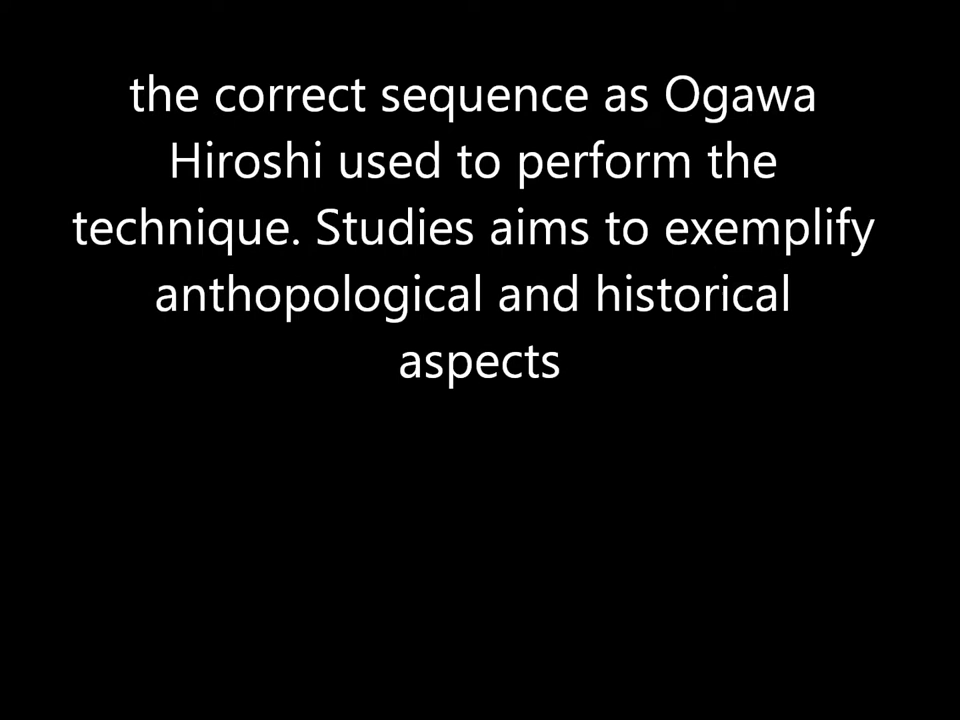 the correct sequence as Ogawa
Hiroshi used to perform the
technique. Studies aims to exemplify
anthopological and historical
aspects